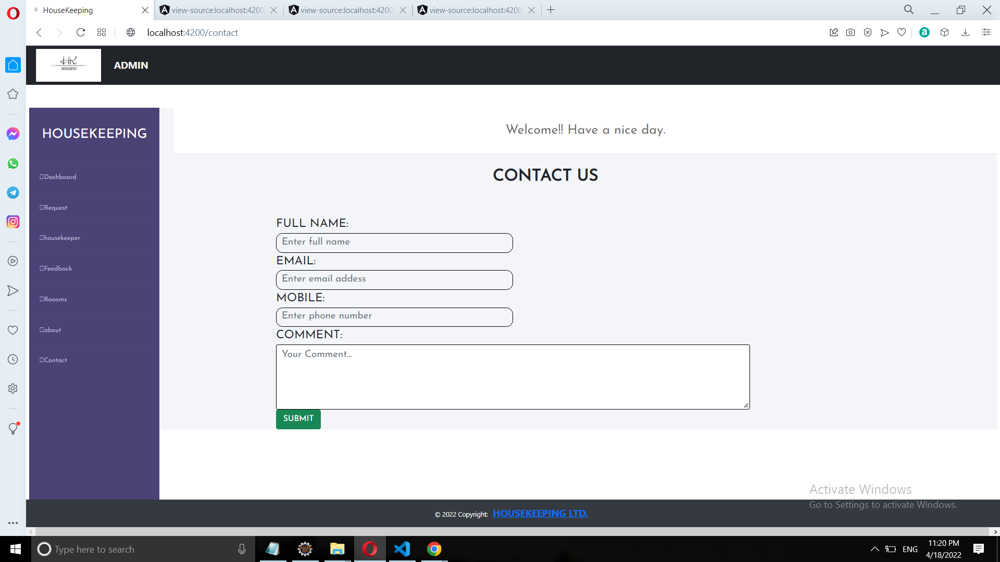 HouseKeeping
view-source:localhost:4200
view-source:localhost:4200
view-source:localhost:4200
localhost:4200/contact
HK
HOUSEKEEPING
ADMIN
HOUSEKEEPING
Dashboard
Request
housekeeper
Feedback
Roooms
about
Contact
Welcome!! Have a nice day.
CONTACT US
FULL NAME:
Enter full name
EMAIL:
Enter email addess
MOBILE:
Enter phone number
COMMENT:
Your Comment...
SUBMIT
Activate Windows
Go to Settings to activate Windows.
© 2022 Copyright: HOUSEKEEPING LTD.
Type here to search
ENG
11:20 PM
4/18/2022